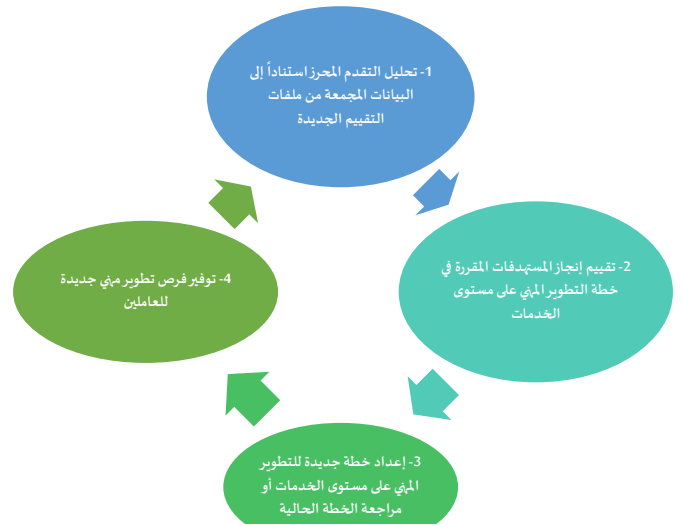 1- تحليل التقدم المحرز استناداً إلى
البيانات المجمعة من ملفات
التقييم الجديدة
2- تقييم إنجاز المستهدفات المقررة في
خطة التطوير المهني على مستوى
الخدمات
3- إعداد خطة جديدة للتطوير
المهني على مستوى الخدمات أو
مراجعة الخطة الحالية
4- توفير فرص تطوير مهني جديدة
للعاملين